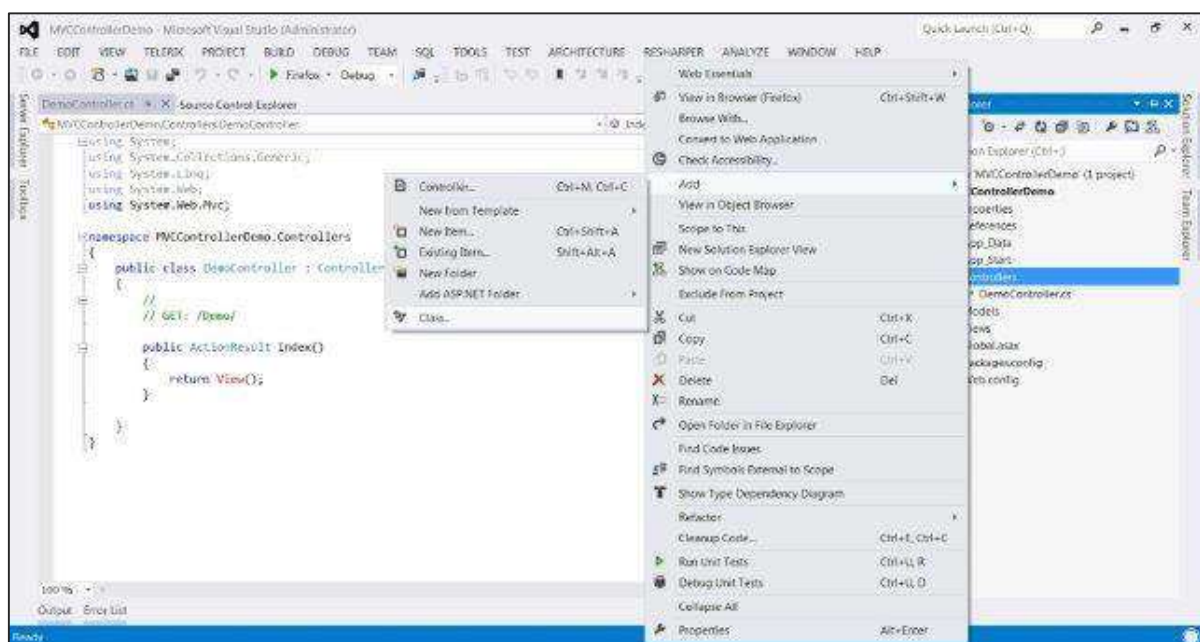 MVCControllerDemo - Microsoft Visual Studio (Administrator)
Quick Launch (Ctrl+Q)
FILE EDIT VIEW TELERIK PROJECT BUILD DEBUG TEAM SQL TOOLS TEST ARCHITECTURE RESHARPER ANALYZE WINDOW HELP
Firefox Debug
DemoController.cs Source Control Explorer
MVCControllerDemo.Controllers.DemoController
Server Explorer
Toolbox
using System;
using System.Collections.Generic;
using System.Linq;
using System.Web;
using System.Web.Mvc;
namespace MVCControllerDemo.Controllers
{
public class DemoController : Controller
{
//
// GET: /Demo/
public ActionResult Index()
{
return View();
}
}
}
Controller... Ctrl+M, Ctrl+C
New from Template
New Item... Ctrl+Shift+A
Existing Item... Shift+Alt+A
New Folder
Add ASP.NET Folder
Class...
Web Essentials
View in Browser (Firefox) Ctrl+Shift+W
Browse With...
Convert to Web Application
Check Accessibility...
Add
View in Object Browser
Scope to This
New Solution Explorer View
Show on Code Map
Exclude From Project
Cut Ctrl+X
Copy Ctrl+C
Paste Ctrl+V
Delete Del
Rename
Open Folder in File Explorer
Find Code Issues
Find Symbols External to Scope
Show Type Dependency Diagram
Refactor
Cleanup Code... Ctrl+E, Ctrl+C
Run Unit Tests Ctrl+U, R
Debug Unit Tests Ctrl+U, D
Collapse All
Properties Alt+Enter
orer
ion Explorer (Ctrl+;)
'MVCControllerDemo' (1 project)
ControllerDemo
roperties
eferences
pp_Data
pp_Start
ontrollers
DemoController.cs
odels
iews
lobal.asax
ackages.config
eb.config
Solution Explorer
Team Explorer
100 %
Output Error List
Ready